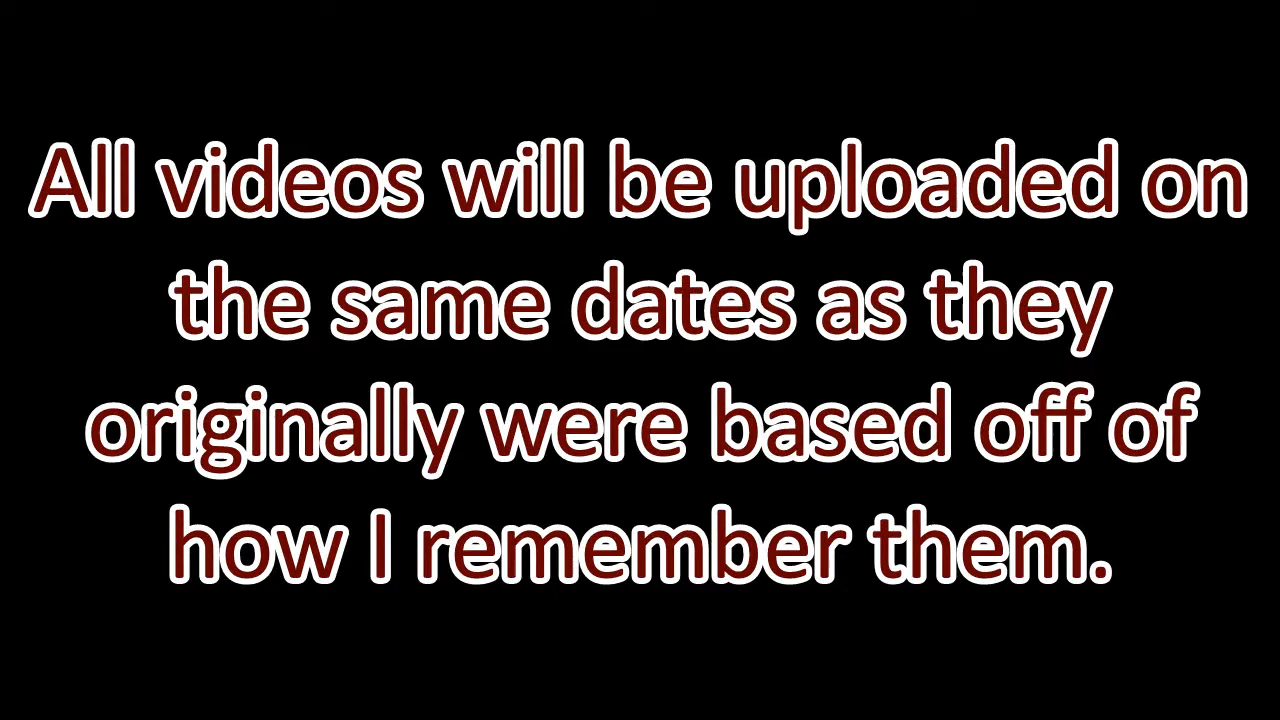 All videos will be uploaded on
the same dates as they
originally were based off of
how I remember them.